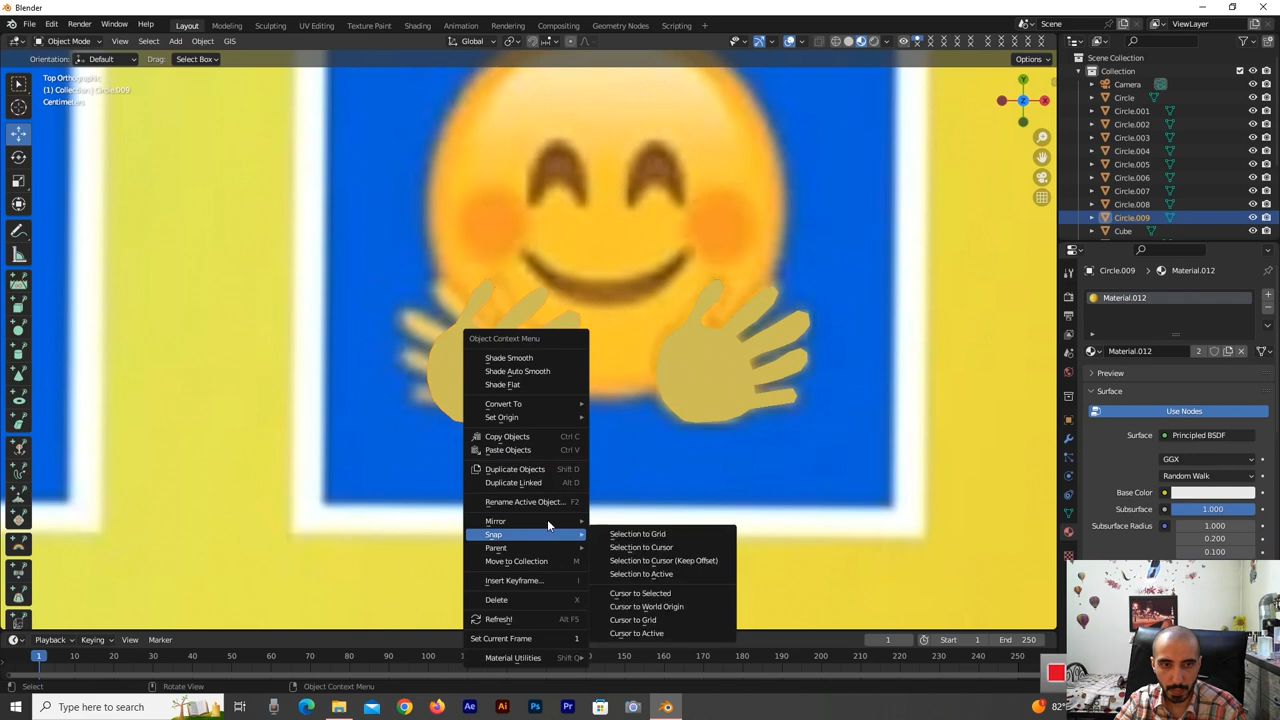 Blender
File Edit Render Window Help Layout Modeling Sculpting UV Editing Texture Paint Shading Animation Rendering Compositing Geometry Nodes Scripting + Scene ViewLayer
Object Mode View Select Add Object GIS Global
Orientation: Default Drag: Select Box Options
Top Orthographic
(1) Collection | Circle.009
Centimeters
Y
Z X
Scene Collection
Collection
Camera
Circle
Circle.001
Circle.002
Circle.003
Circle.004
Circle.005
Circle.006
Circle.007
Circle.008
Circle.009
Cube
Circle.009 Material.012
Material.012
Material.012 2
Preview
Surface
Use Nodes
Surface Principled BSDF
GGX
Random Walk
Base Color
Subsurface 1.000
Subsurface Radius 1.000
0.200
0.100
Object Context Menu
Shade Smooth
Shade Auto Smooth
Shade Flat
Convert To
Set Origin
Copy Objects Ctrl C
Paste Objects Ctrl V
Duplicate Objects Shift D
Duplicate Linked Alt D
Rename Active Object... F2
Mirror
Snap
Parent
Move to Collection M
Insert Keyframe... I
Delete X
Refresh! Alt F5
Set Current Frame 1
Material Utilities Shift Q
Selection to Grid
Selection to Cursor
Selection to Cursor (Keep Offset)
Selection to Active
Cursor to Selected
Cursor to World Origin
Cursor to Grid
Cursor to Active
Playback Keying View Marker 1 Start 1 End 250
1 10 20 30 40 50 60 70 80 90 100 110 150 160 170 180 190 200 210 220 230 240 250
Select Rotate View Object Context Menu
Type here to search Ae Ai Ps Pr 82°